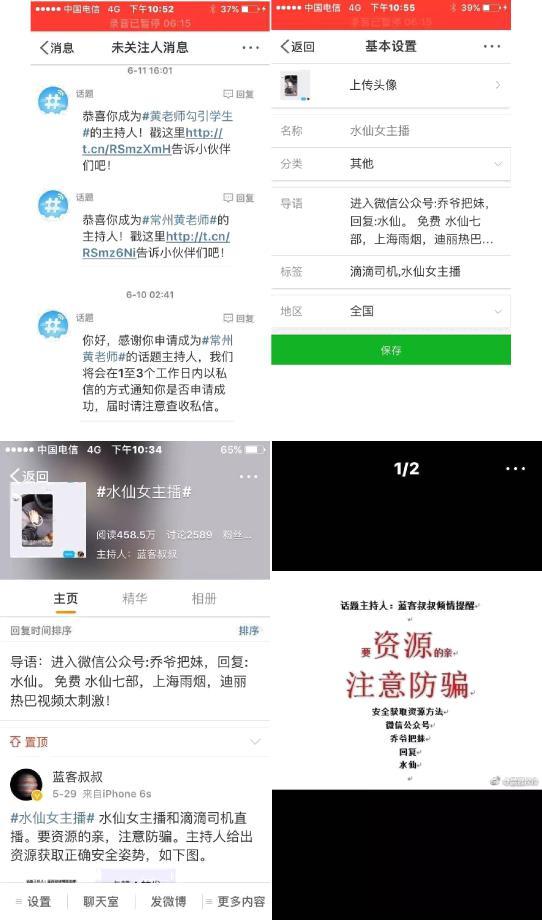 中国电信 4G 下午10:52 37%
录音已暂停 06:15
消息 未关注人消息
6-11 16:01
话题 回复
恭喜你成为#黄老师勾引学生
#的主持人！戳这里http://
t.cn/RSmzXmH告诉小伙伴
们吧！
话题 回复
恭喜你成为#常州黄老师#的
主持人！戳这里http://t.cn/
RSmz6Ni告诉小伙伴们吧！
6-10 02:41
话题 回复
你好，感谢你申请成为#常州
黄老师#的话题主持人，我们
将会在1至3个工作日内以私
信的方式通知你是否申请成
功，届时请注意查收私信。
中国电信 4G 下午10:55 39%
录音已暂停 06:15
返回 基本设置
上传头像
名称 水仙女主播
分类 其他
导语 进入微信公众号:乔爷把妹，
回复:水仙。 免费 水仙七
部，上海雨烟，迪丽热巴...
标签 滴滴司机,水仙女主播
地区 全国
保存
中国电信 4G 下午10:34 65%
返回
#水仙女主播#
阅读458.5万 讨论2589 粉丝...
主持人：蓝客叔叔
主页 精华 相册
回复时间排序 排序
导语：进入微信公众号:乔爷把妹，回复:
水仙。 免费 水仙七部，上海雨烟，迪丽
热巴视频太刺激！
置顶
蓝客叔叔
5-29 来自iPhone 6s
#水仙女主播# 水仙女主播和滴滴司机直
播。要资源的亲，注意防骗。主持人给出
资源获取正确安全姿势，如下图。
设置 聊天室 发微博 更多内容
1/2
话题主持人：蓝客叔叔倾情提醒
要资源的亲
注意防骗
安全获取资源方法
微信公众号
乔爷把妹
回复
水仙